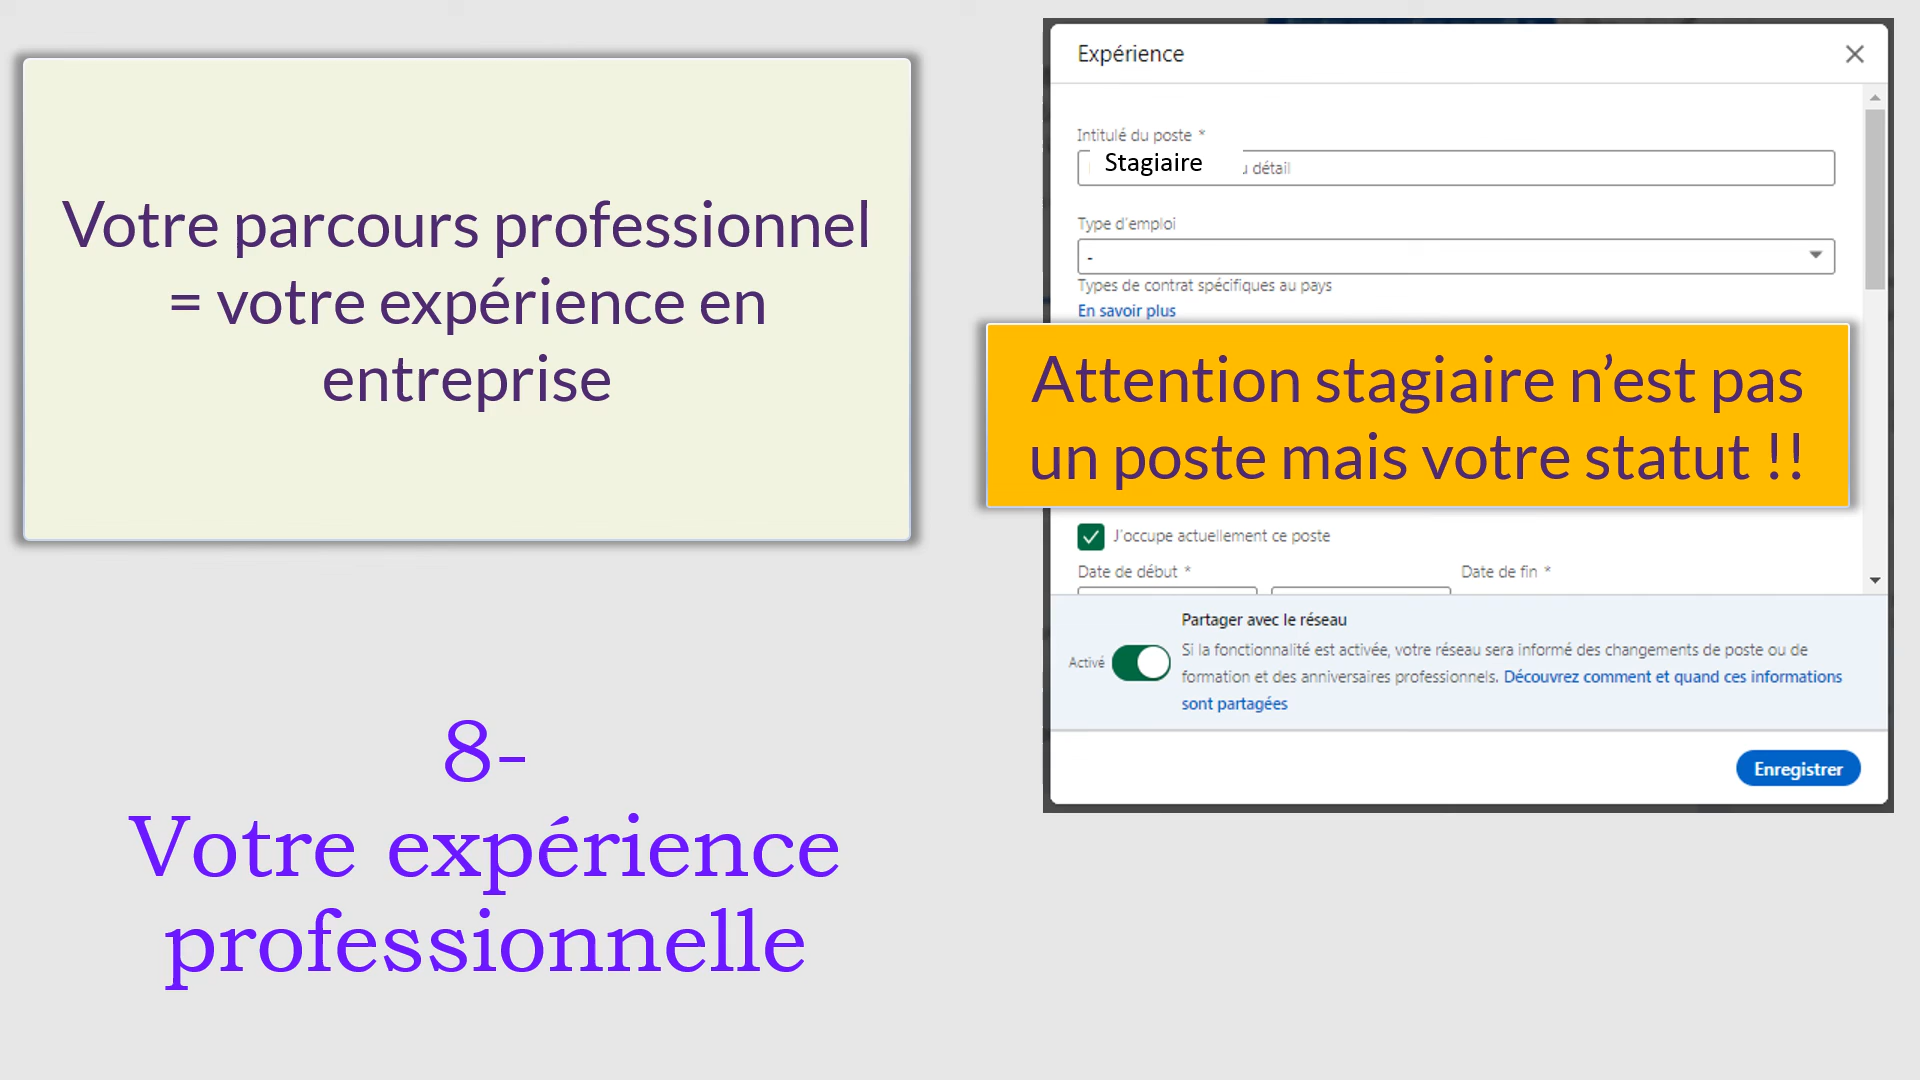 Votre parcours professionnel
= votre expérience en
entreprise
8-
Votre expérience
professionnelle
Expérience
Intitulé du poste *
Stagiaire
détail
Type d'emploi
-
Types de contrat spécifiques au pays
En savoir plus
Attention stagiaire n’est pas
un poste mais votre statut !!
J'occupe actuellement ce poste
Date de début *
Date de fin *
Partager avec le réseau
Activé
Si la fonctionnalité est activée, votre réseau sera informé des changements de poste ou de
formation et des anniversaires professionnels. Découvrez comment et quand ces informations
sont partagées
Enregistrer